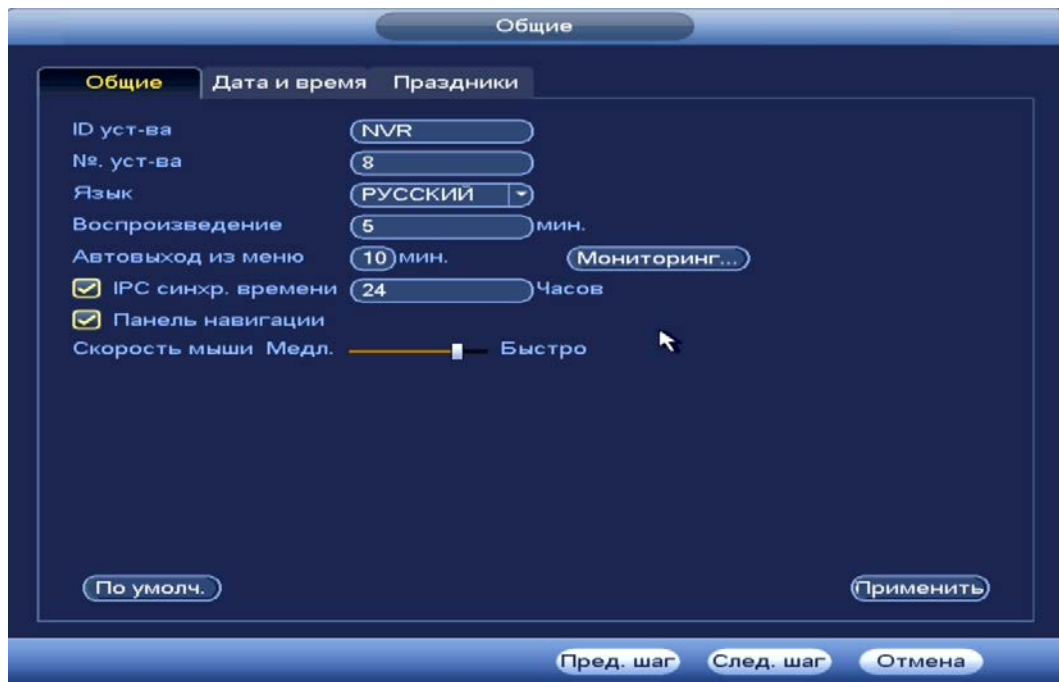 Общие
Общие Дата и время Праздники
ID уст-ва NVR
№. уст-ва 8
Язык РУССКИЙ
Воспроизведение 5 мин.
Автовыход из меню 10 мин. Мониторинг...
IPC синхр. времени 24 Часов
Панель навигации
Скорость мыши Медл. Быстро
По умолч. Применить
Пред. шаг След. шаг Отмена